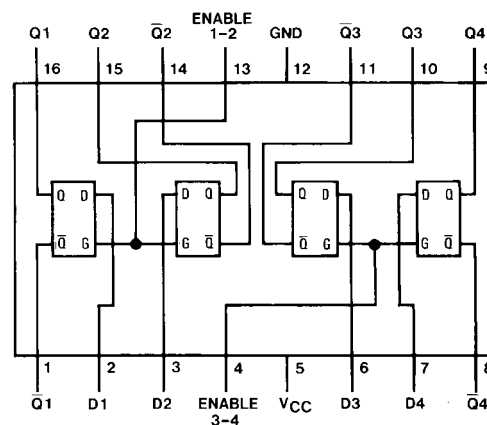 Q1 Q2 Q̅2 ENABLE 1-2 GND Q̅3 Q3 Q4
16 15 14 13 12 11 10 9
Q D D Q Q D D Q
Q̅ G G Q̅ Q̅ G G Q̅
1 2 3 4 5 6 7 8
Q̅1 D1 D2 ENABLE 3-4 VCC D3 D4 Q̅4